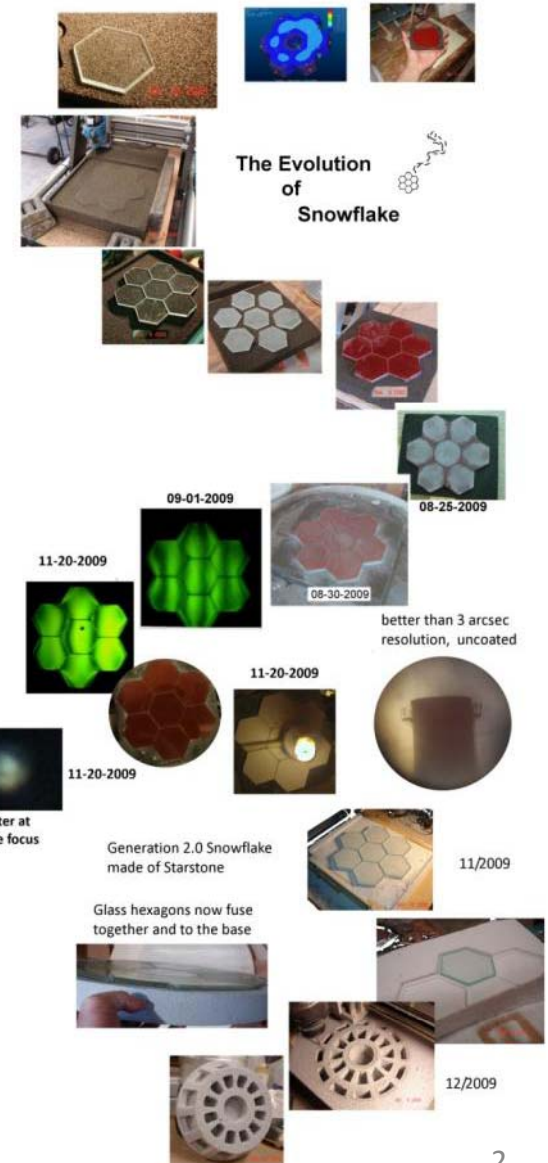 The Evolution
of
Snowflake
08-25-2009
09-01-2009
08-30-2009
11-20-2009
better than 3 arcsec
resolution, uncoated
11-20-2009
11-20-2009
at
focus
Generation 2.0 Snowflake
made of Starstone
11/2009
Glass hexagons now fuse
together and to the base
12/2009
2